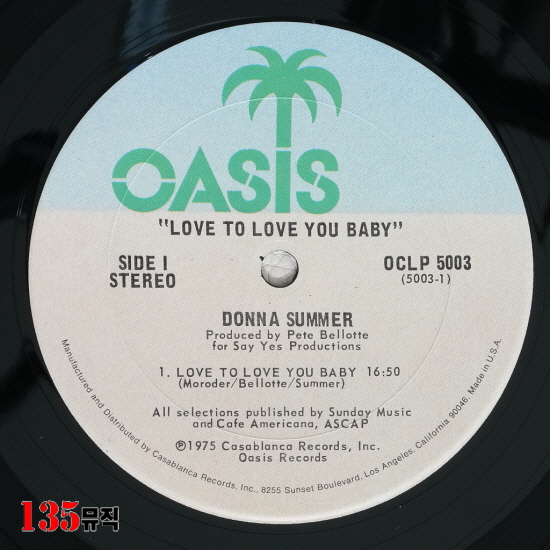 OASIS
"LOVE TO LOVE YOU BABY"
SIDE I
STEREO
OCLP 5003
(5003-1)
DONNA SUMMER
Produced by Pete Bellotte
for Say Yes Productions
1. LOVE TO LOVE YOU BABY 16:50
(Moroder/Bellotte/Summer)
All selections published by Sunday Music
and Cafe Americana, ASCAP
℗1975 Casablanca Records, Inc.
Oasis Records
Manufactured and Distributed by Casablanca Records, Inc., 8255 Sunset Boulevard, Los Angeles, California 90046, Made in U.S.A.
135뮤직